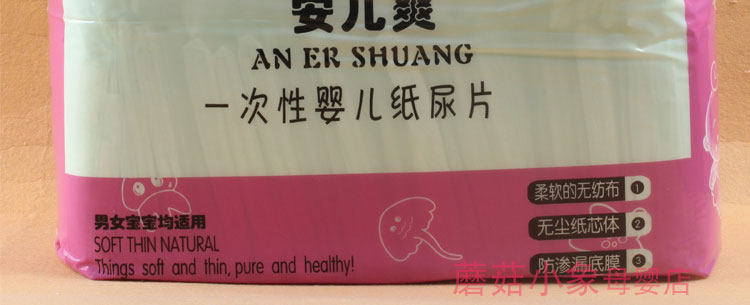 安儿爽
AN ER SHUANG
一次性婴儿纸尿片
男女宝宝均适用
SOFT THIN NATURAL
Things soft and thin, pure and healthy!
柔软的无纺布 1
无尘纸芯体 2
防渗漏底膜 3
蘑菇小象母婴店